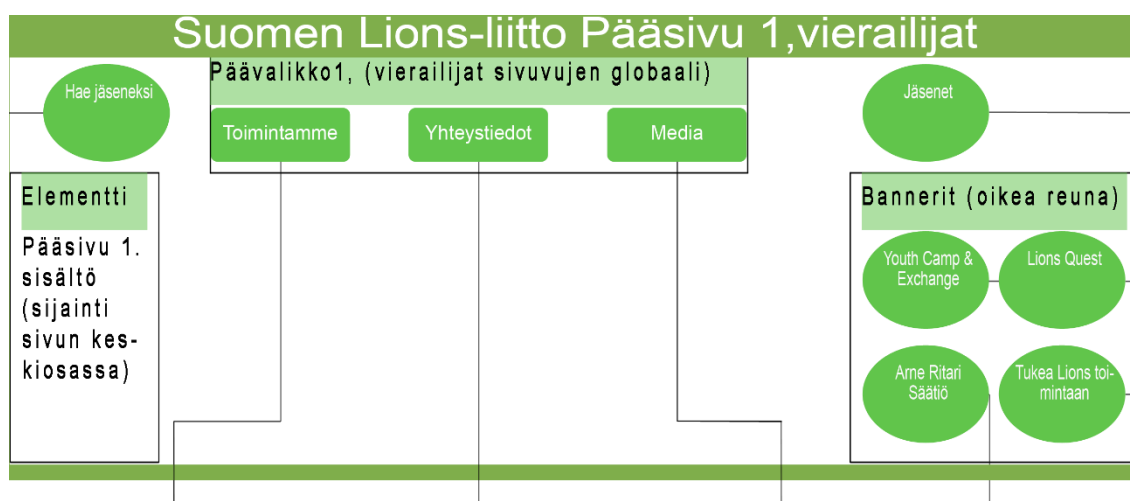 Suomen Lions-liitto Pääsivu 1,vierailijat
Hae jäseneksi
Päävalikko1, (vierailijat sivuvujen globaali)
Toimintamme
Yhteystiedot
Media
Jäsenet
Elementti
Pääsivu 1.
sisältö
(sijainti
sivun kes-
kiosassa)
Bannerit (oikea reuna)
Youth Camp &
Exchange
Lions Quest
Arne Ritari
Säätiö
Tukea Lions toi-
mintaan